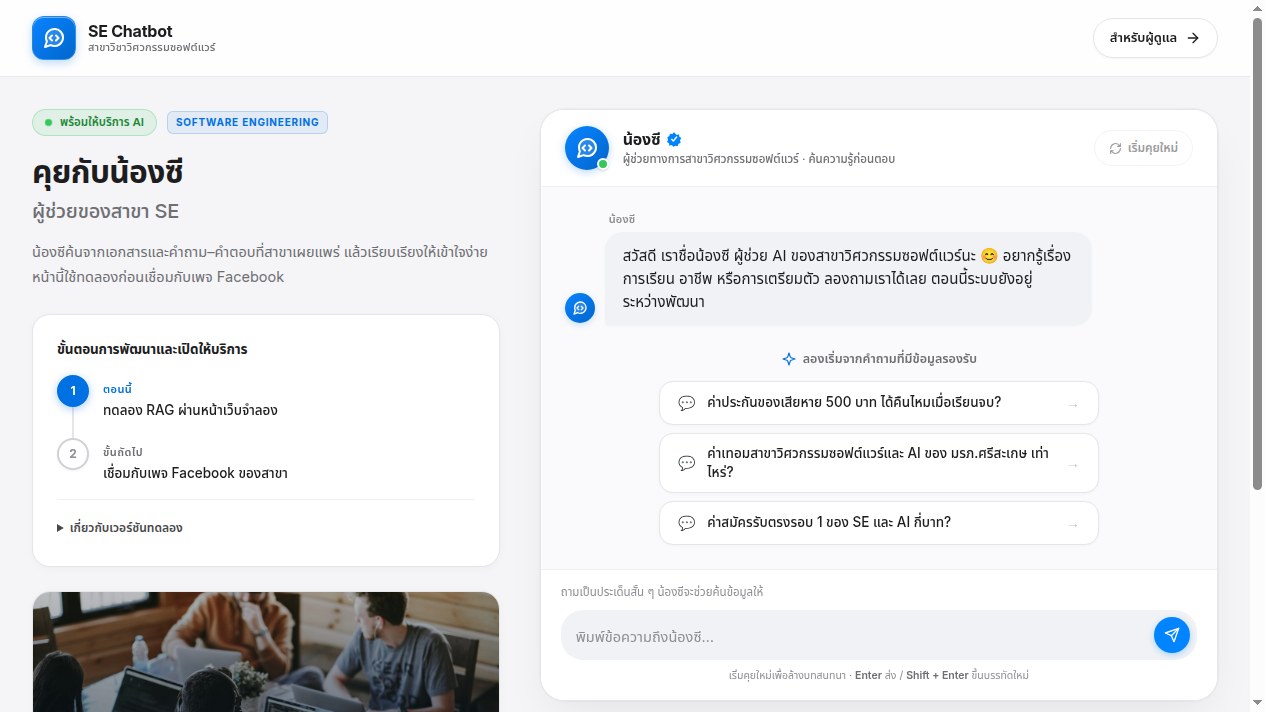 SE Chatbot
สาขาวิชาวิศวกรรมซอฟต์แวร์
สำหรับผู้ดูแล →
พร้อมให้บริการ AI
SOFTWARE ENGINEERING
คุยกับน้องซี
ผู้ช่วยของสาขา SE
น้องซีค้นจากเอกสารและคำถาม–คำตอบที่สาขาเผยแพร่ แล้วเรียบเรียงให้เข้าใจง่าย
หน้านี้ใช้ทดลองก่อนเชื่อมกับเพจ Facebook
ขั้นตอนการพัฒนาและเปิดให้บริการ
1
ตอนนี้
ทดลอง RAG ผ่านหน้าเว็บจำลอง
2
ขั้นถัดไป
เชื่อมกับเพจ Facebook ของสาขา
▶ เกี่ยวกับเวอร์ชันทดลอง
น้องซี
ผู้ช่วยทางการสาขาวิศวกรรมซอฟต์แวร์ · ค้นความรู้ก่อนตอบ
เริ่มคุยใหม่
น้องซี
สวัสดี เราชื่อน้องซี ผู้ช่วย AI ของสาขาวิศวกรรมซอฟต์แวร์นะ 😊 อยากรู้เรื่อง
การเรียน อาชีพ หรือการเตรียมตัว ลองถามเราได้เลย ตอนนี้ระบบยังอยู่
ระหว่างพัฒนา
ลองเริ่มจากคำถามที่มีข้อมูลรองรับ
💬 ค่าประกันของเสียหาย 500 บาท ได้คืนไหมเมื่อเรียนจบ? →
💬 ค่าเทอมสาขาวิศวกรรมซอฟต์แวร์และ AI ของ มรภ.ศรีสะเกษ เท่า
ไหร่? →
💬 ค่าสมัครรับตรงรอบ 1 ของ SE และ AI กี่บาท? →
ถามเป็นประเด็นสั้น ๆ น้องซีจะช่วยค้นข้อมูลให้
พิมพ์ข้อความถึงน้องซี...
เริ่มคุยใหม่เพื่อล้างบทสนทนา · Enter ส่ง / Shift + Enter ขึ้นบรรทัดใหม่